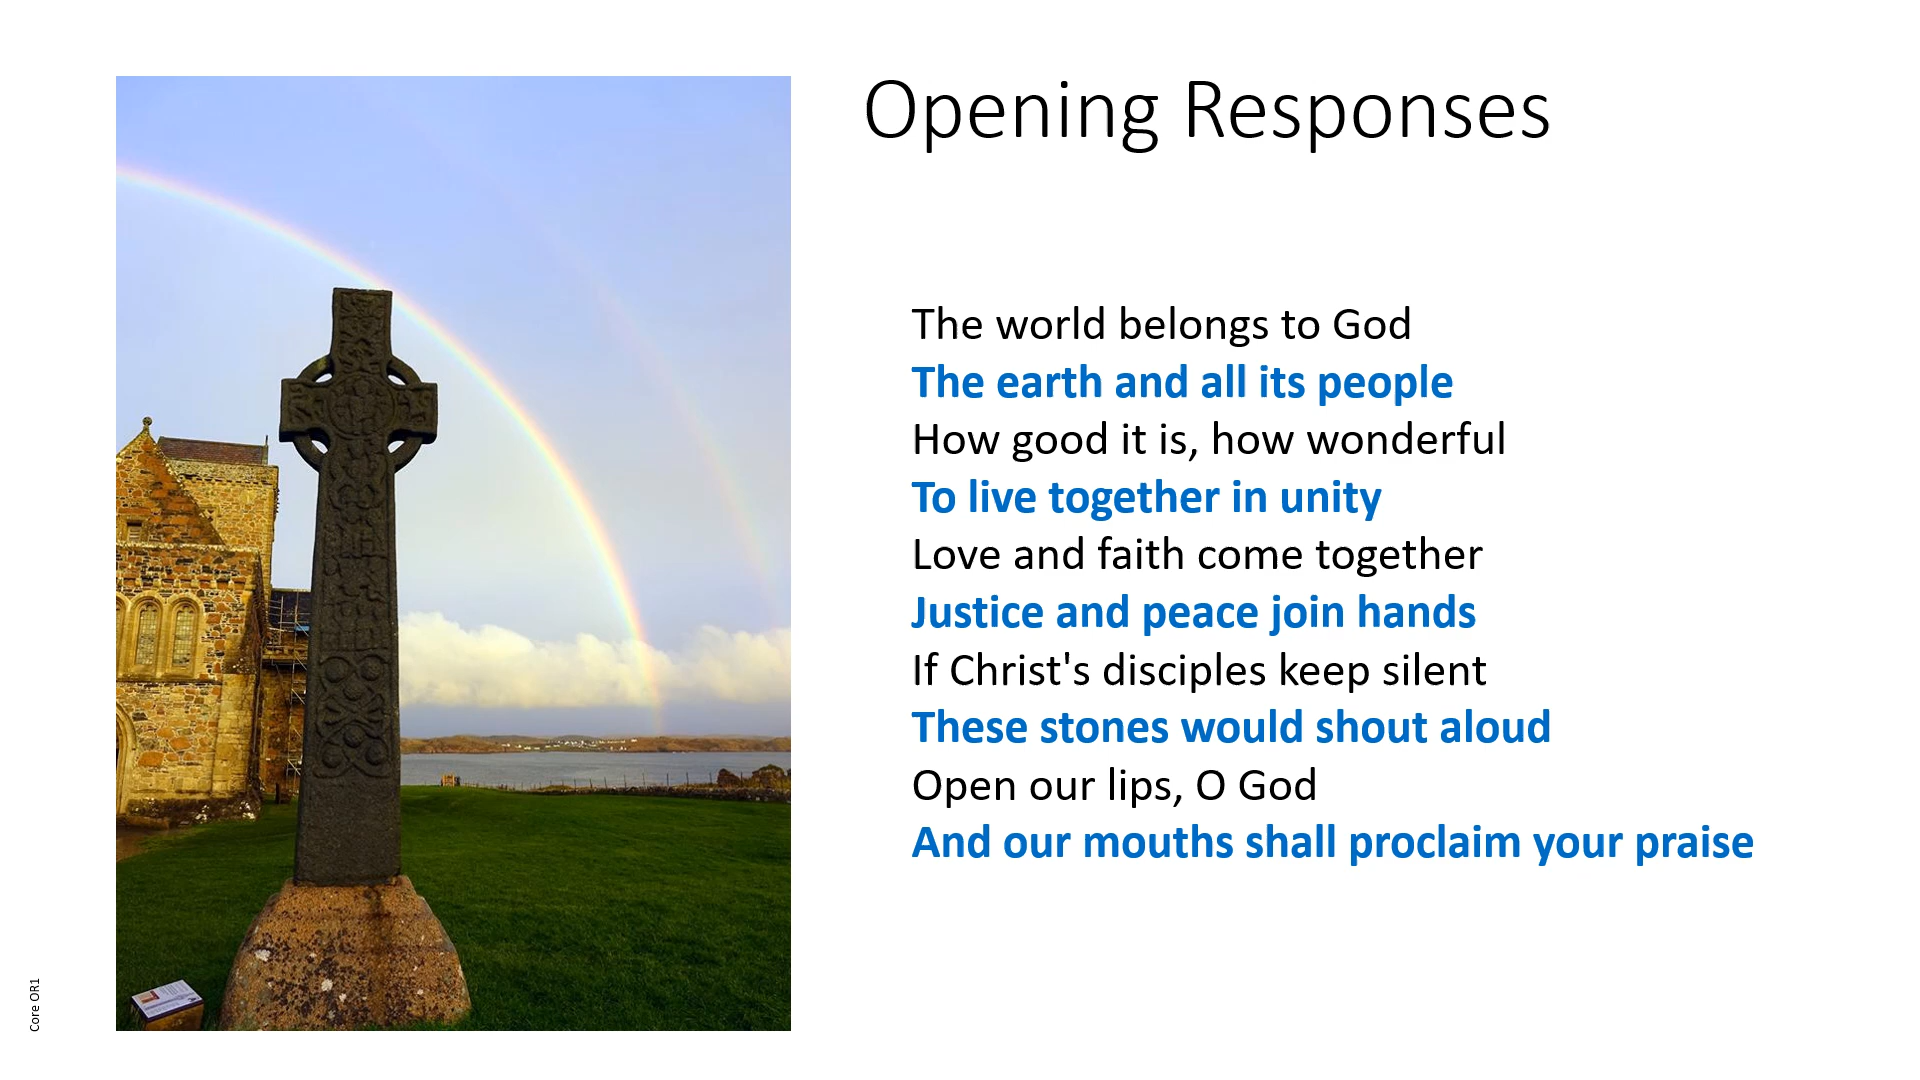 Opening Responses
The world belongs to God
The earth and all its people
How good it is, how wonderful
To live together in unity
Love and faith come together
Justice and peace join hands
If Christ's disciples keep silent
These stones would shout aloud
Open our lips, O God
And our mouths shall proclaim your praise
Core OR1